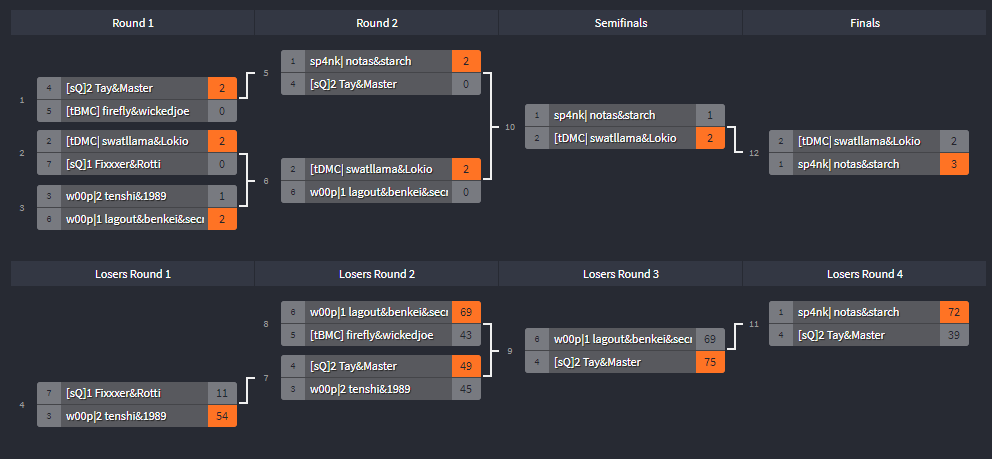 Round 1
Round 2
Semifinals
Finals
1
4 [sQ]2 Tay&Master 2
5 [tBMC] firefly&wickedjoe 0
2
2 [tDMC| swatllama&Lokio 2
7 [sQ]1 Fixxxer&Rotti 0
3
3 w00p|2 tenshi&1989 1
6 w00p|1 lagout&benkei&secr 2
5
1 sp4nk| notas&starch 2
4 [sQ]2 Tay&Master 0
6
2 [tDMC| swatllama&Lokio 2
6 w00p|1 lagout&benkei&secr 0
10
1 sp4nk| notas&starch 1
2 [tDMC| swatllama&Lokio 2
12
2 [tDMC| swatllama&Lokio 2
1 sp4nk| notas&starch 3
Losers Round 1
Losers Round 2
Losers Round 3
Losers Round 4
4
7 [sQ]1 Fixxxer&Rotti 11
3 w00p|2 tenshi&1989 54
8
6 w00p|1 lagout&benkei&secr 69
5 [tBMC] firefly&wickedjoe 43
7
4 [sQ]2 Tay&Master 49
3 w00p|2 tenshi&1989 45
9
6 w00p|1 lagout&benkei&secr 69
4 [sQ]2 Tay&Master 75
11
1 sp4nk| notas&starch 72
4 [sQ]2 Tay&Master 39